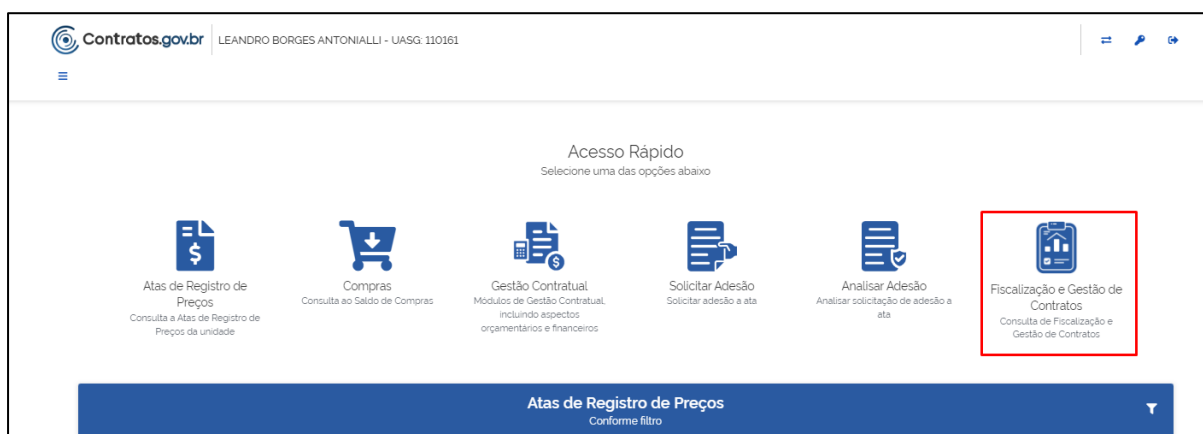 Contratos.gov.br
LEANDRO BORGES ANTONIALLI - UASG: 110161
Acesso Rápido
Selecione uma das opções abaixo
Atas de Registro de
Preços
Consulta a Atas de Registro de
Preços da unidade
Compras
Consulta ao Saldo de Compras
Gestão Contratual
Módulos de Gestão Contratual,
incluindo aspectos
orçamentários e financeiros
Solicitar Adesão
Solicitar adesão a ata
Analisar Adesão
Analisar solicitação de adesão a
ata
Fiscalização e Gestão de
Contratos
Consulta de Fiscalização e
Gestão de Contratos
Atas de Registro de Preços
Conforme filtro